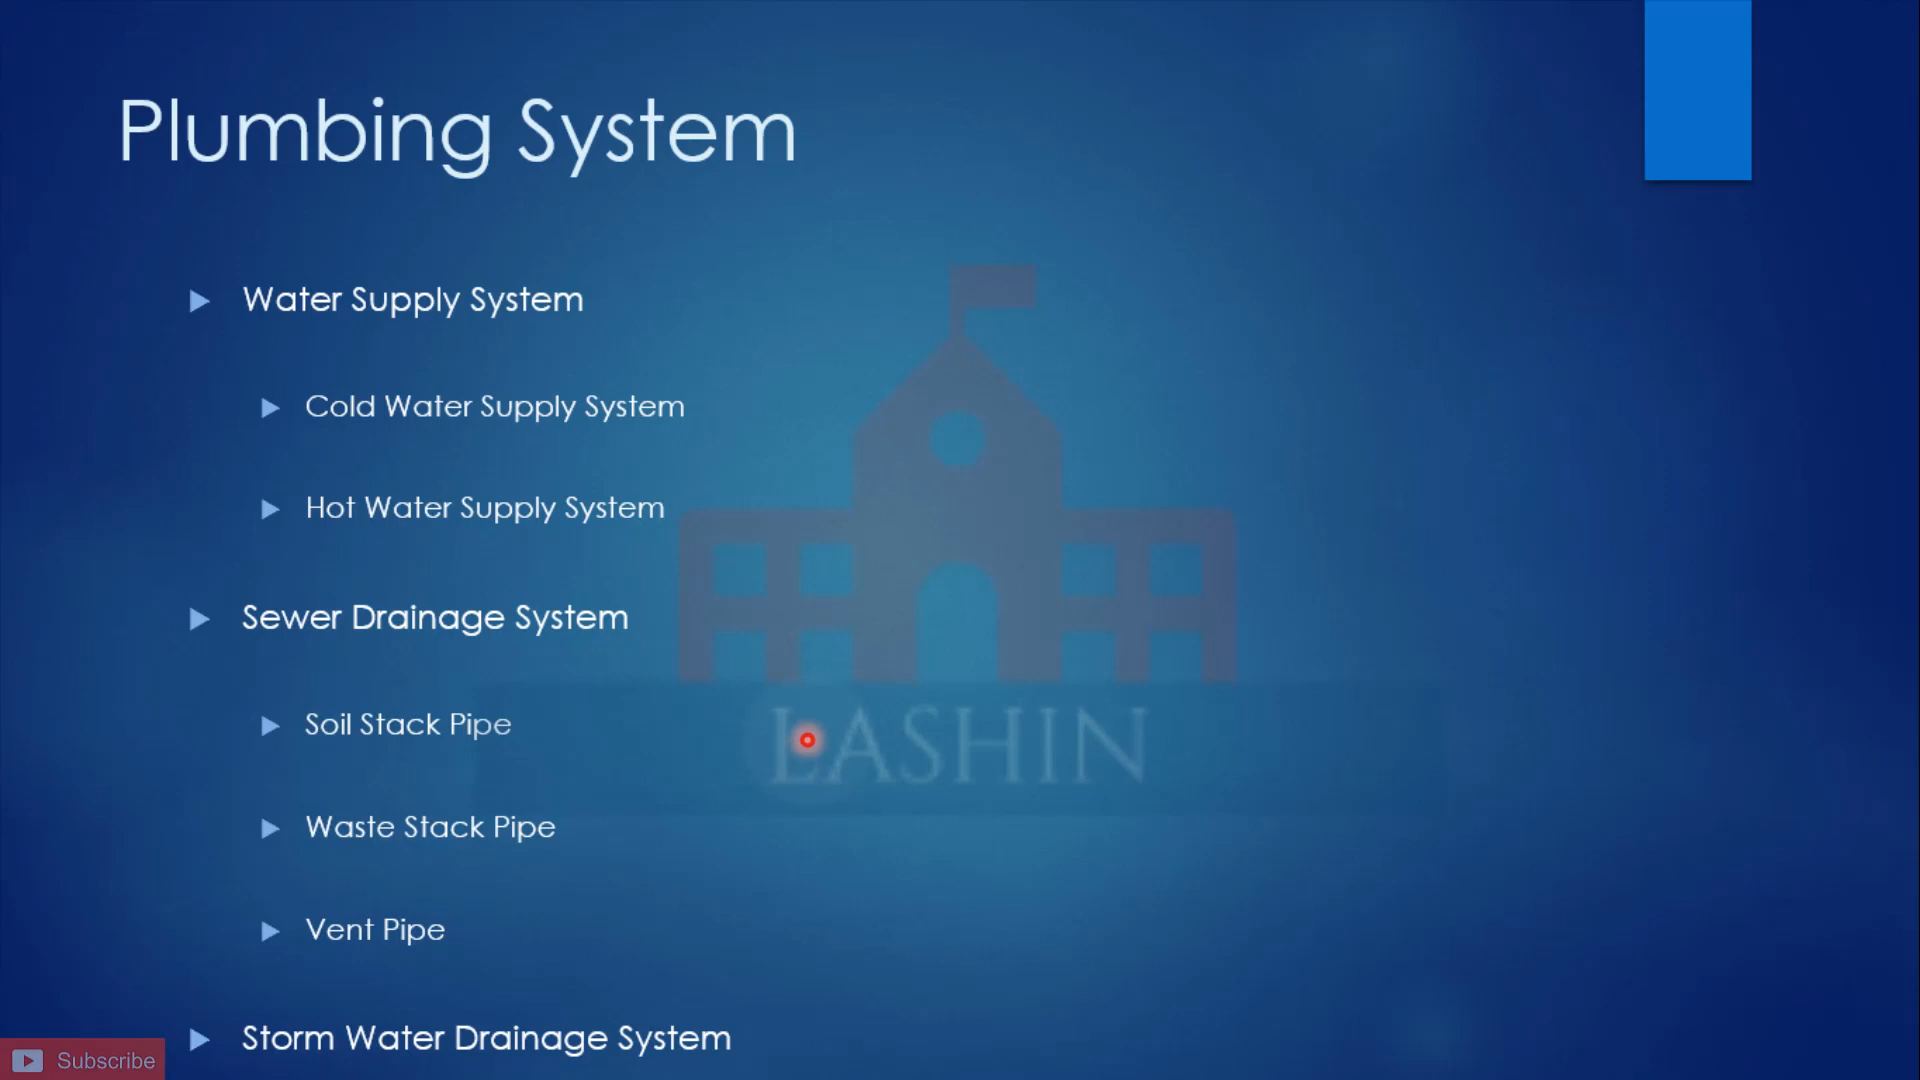 Plumbing System
Water Supply System
Cold Water Supply System
Hot Water Supply System
Sewer Drainage System
Soil Stack Pipe
LASHIN
Waste Stack Pipe
Vent Pipe
Storm Water Drainage System
Subscribe